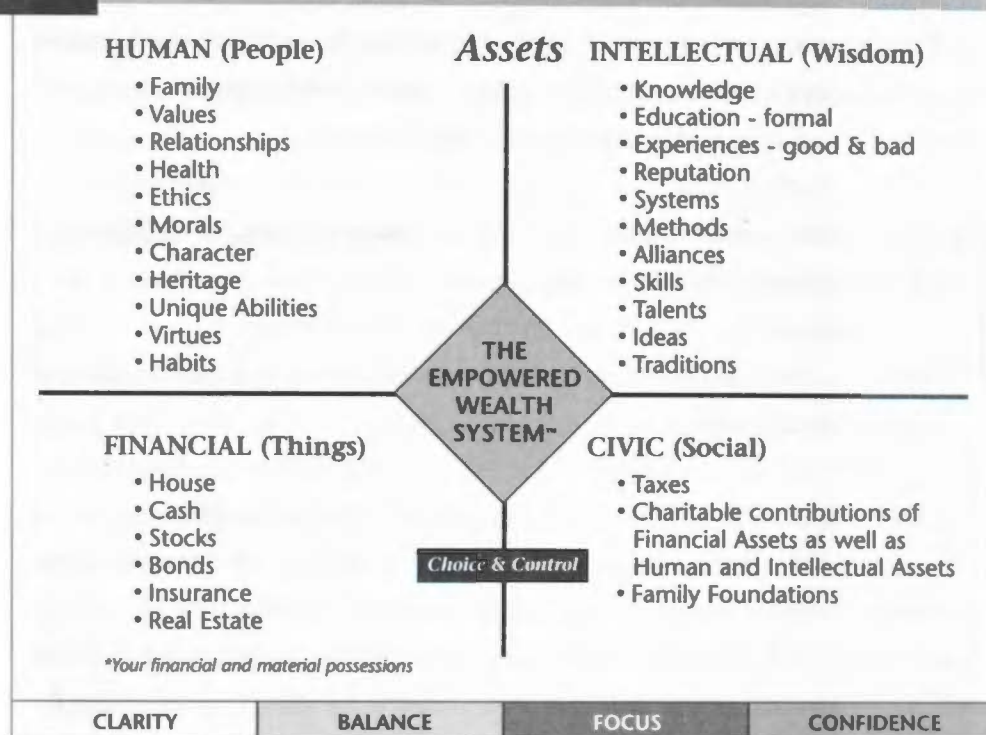 Assets
HUMAN (People)
• Family
• Values
• Relationships
• Health
• Ethics
• Morals
• Character
• Heritage
• Unique Abilities
• Virtues
• Habits
INTELLECTUAL (Wisdom)
• Knowledge
• Education - formal
• Experiences - good & bad
• Reputation
• Systems
• Methods
• Alliances
• Skills
• Talents
• Ideas
• Traditions
THE
EMPOWERED
WEALTH
SYSTEM™
FINANCIAL (Things)
• House
• Cash
• Stocks
• Bonds
• Insurance
• Real Estate
*Your financial and material possessions
Choice & Control
CIVIC (Social)
• Taxes
• Charitable contributions of
Financial Assets as well as
Human and Intellectual Assets
• Family Foundations
CLARITY
BALANCE
FOCUS
CONFIDENCE